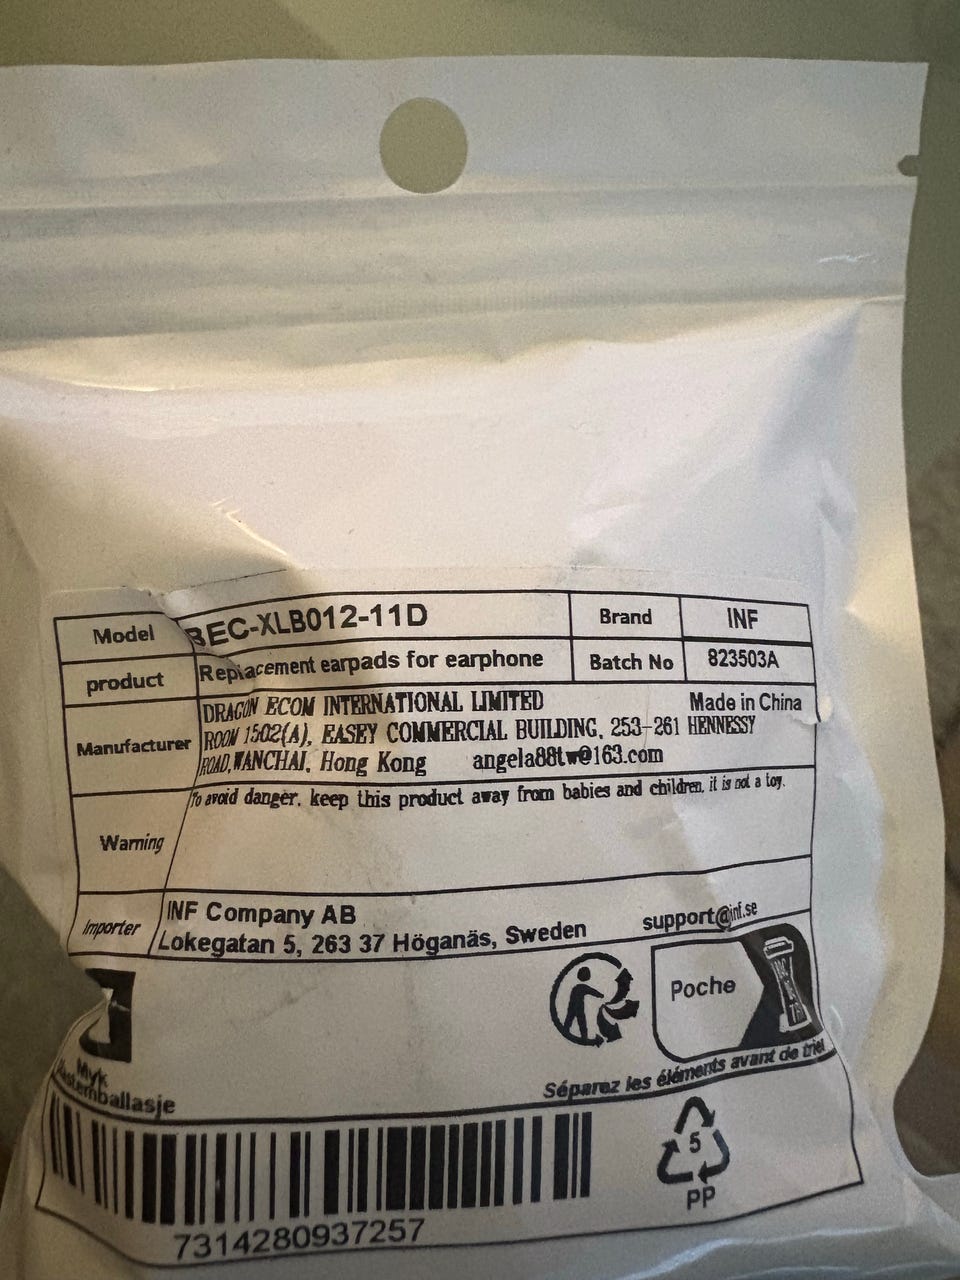 Model BEC-XLB012-11D Brand INF
product Replacement earpads for earphone Batch No 823503A
Manufacturer DRAGON ECOM INTERNATIONAL LIMITED Made in China
ROOM 1502(A), EASEY COMMERCIAL BUILDING, 253-261 HENNESSY
ROAD, WANCHAI, Hong Kong angela88tw@163.com
Warning To avoid danger, keep this product away from babies and children, it is not a toy.
Importer INF Company AB support@inf.se
Lokegatan 5, 263 37 Höganäs, Sweden
Poche
BAC DE TRI
Séparez les éléments avant de trier
Myk
plastemballasje
5
PP
7314280937257